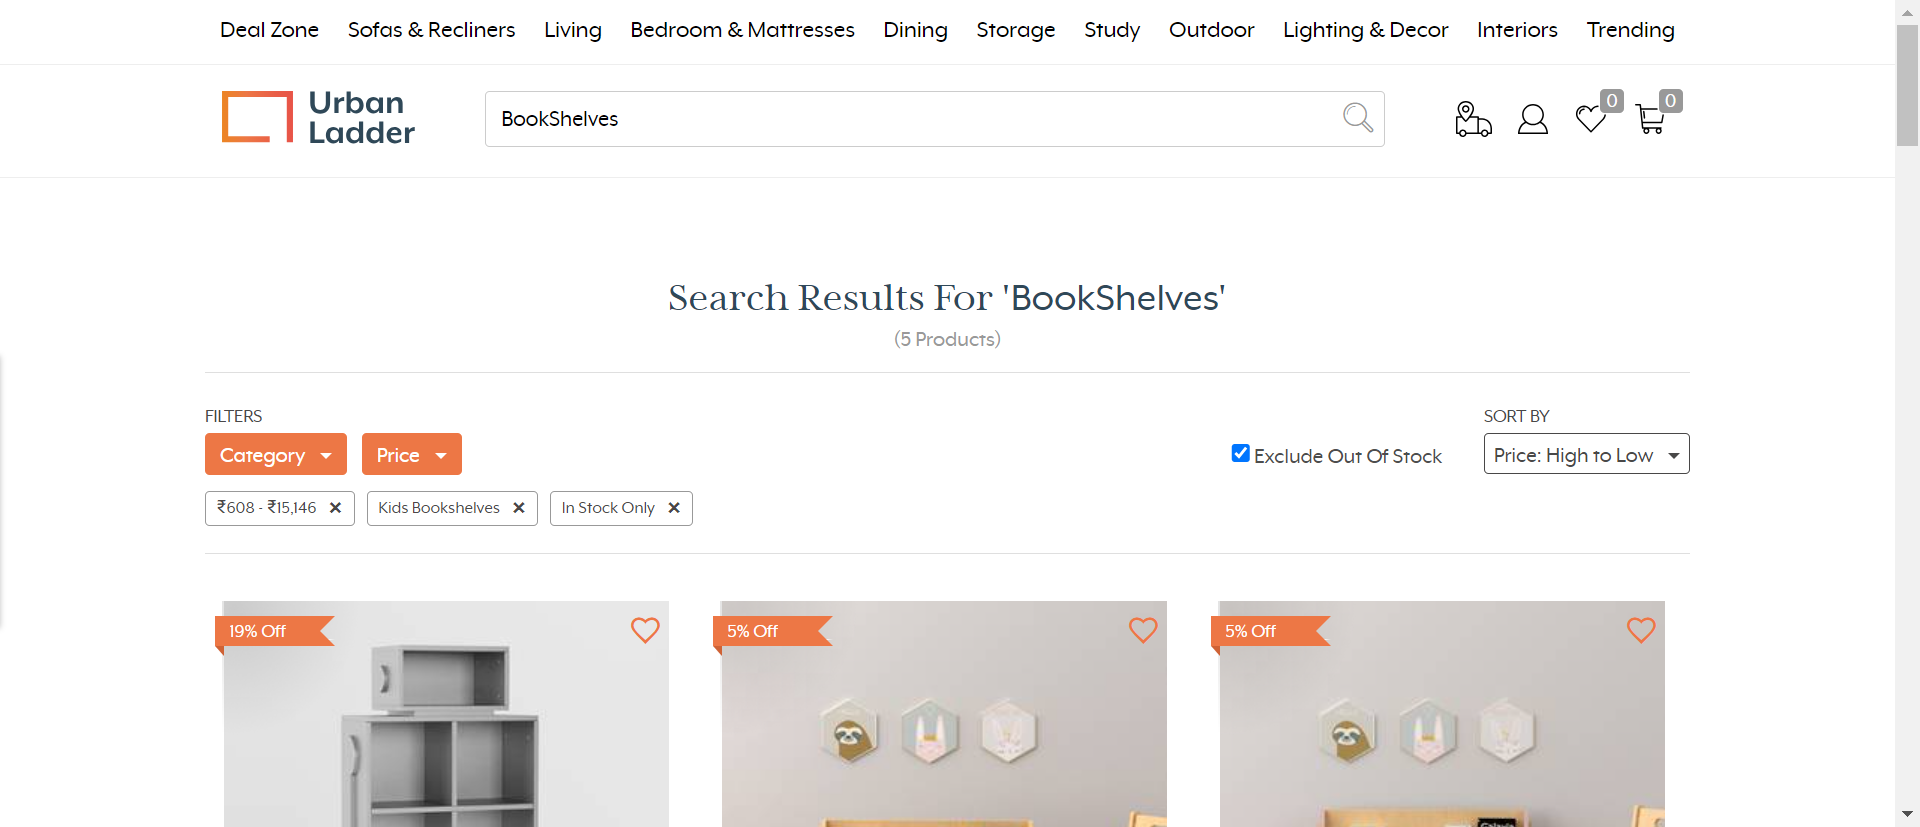 Deal Zone Sofas & Recliners Living Bedroom & Mattresses Dining Storage Study Outdoor Lighting & Decor Interiors Trending
Urban
Ladder
BookShelves
0
0
Search Results For 'BookShelves'
(5 Products)
FILTERS
SORT BY
Category
Price
Exclude Out Of Stock
Price: High to Low
₹608 - ₹15,146 ✕
Kids Bookshelves ✕
In Stock Only ✕
19% Off
5% Off
5% Off